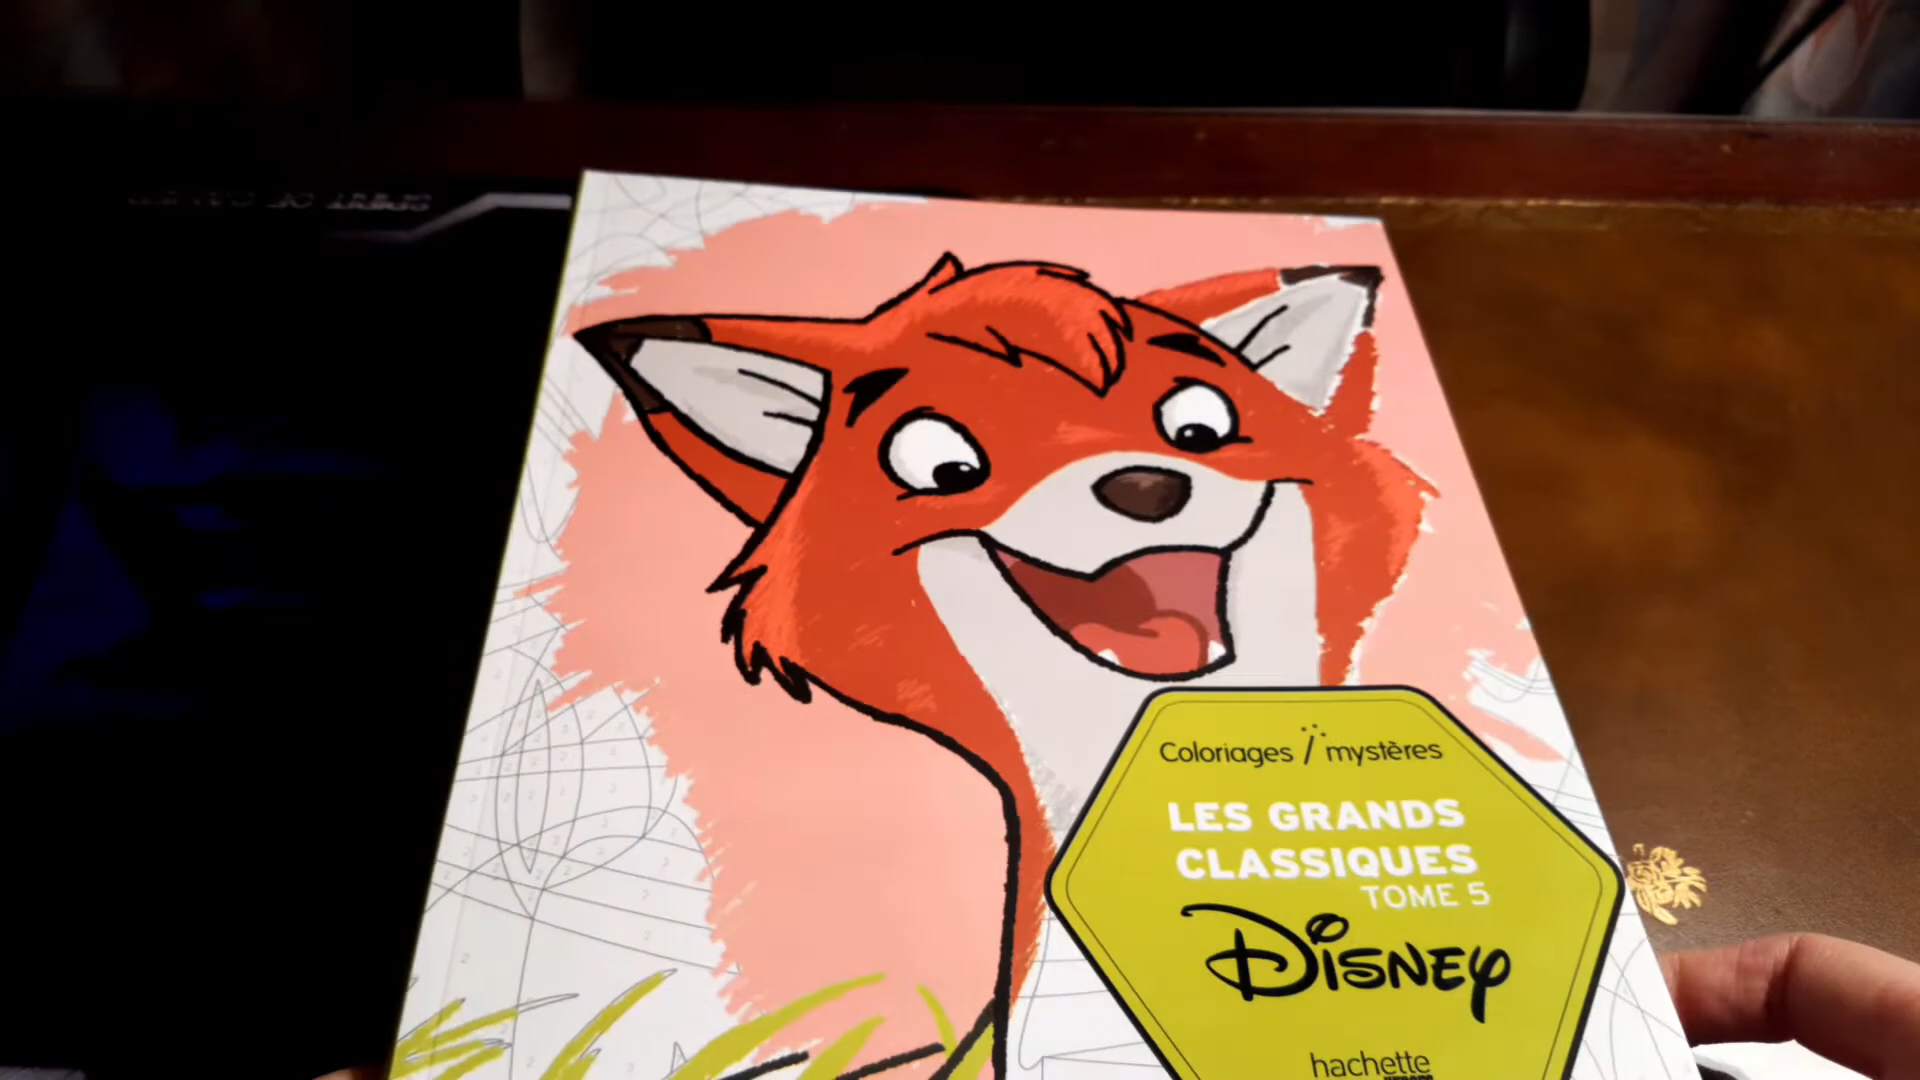 Coloriages mystères
LES GRANDS
CLASSIQUES
TOME 5
Disney
hachette